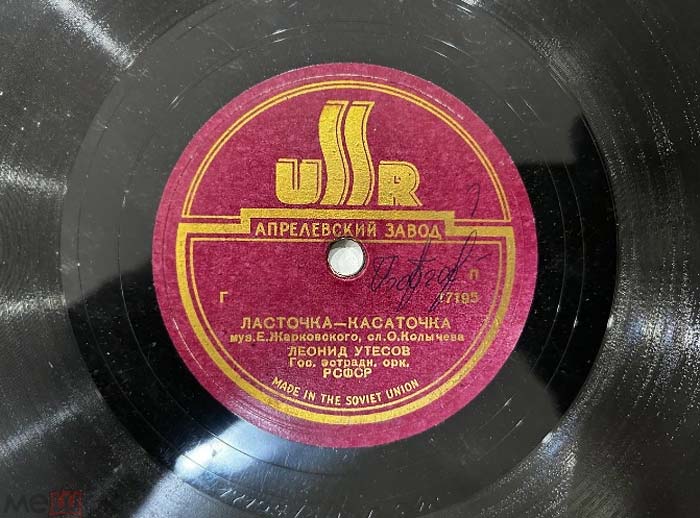 USSR
АПРЕЛЕВСКИЙ ЗАВОД
П
Г 17195
ЛАСТОЧКА—КАСАТОЧКА
муз.Е.Жарковского, сл.О.Колычева
ЛЕОНИД УТЕСОВ
Гос. эстрадн. орк.
РСФСР
MADE IN THE SOVIET UNION